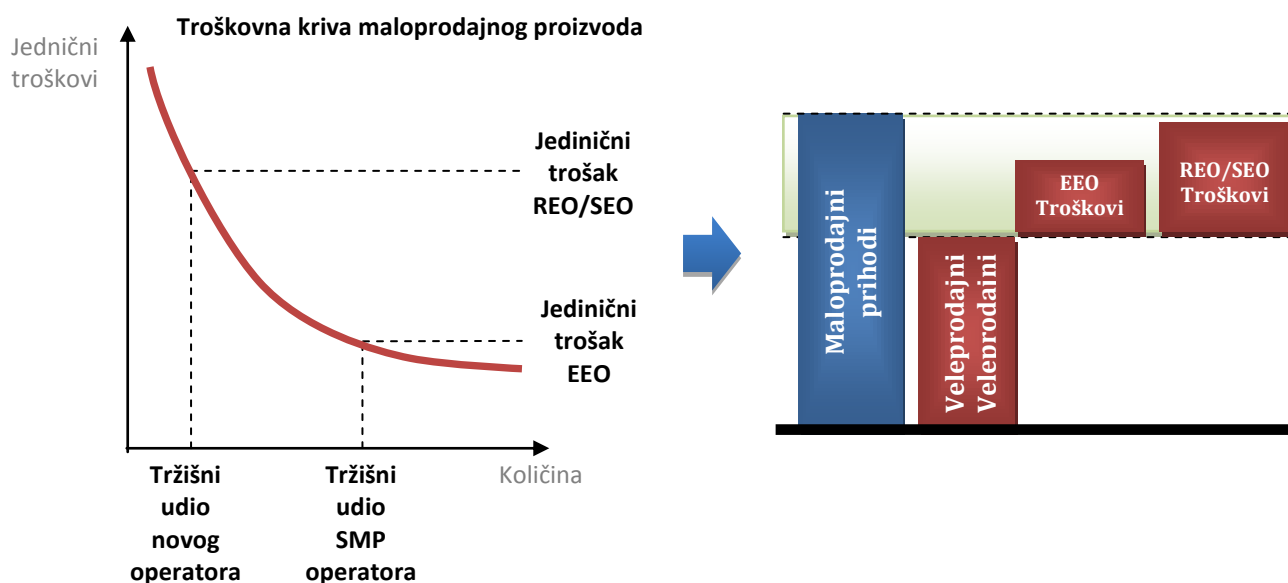 Troškovna kriva maloprodajnog proizvoda
Jednični
troškovi
Jedinični
trošak
REO/SEO
Jedinični
trošak
EEO
Tržišni
udio
novog
operatora
Tržišni
udio
SMP
operatora
Količina
Maloprodajni
prihodi
Veleprodajni
Veleprodajni
EEO
Troškovi
REO/SEO
Troškovi